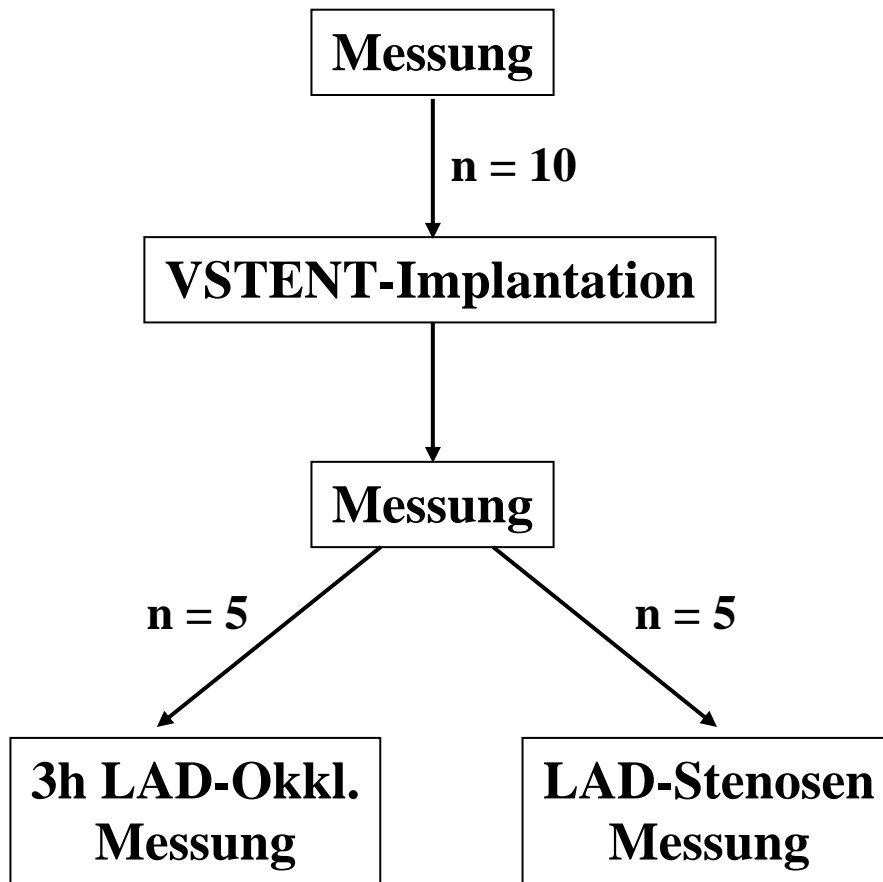 Messung
n = 10
VSTENT-Implantation
Messung
n = 5
n = 5
3h LAD-Okkl.
Messung
LAD-Stenosen
Messung